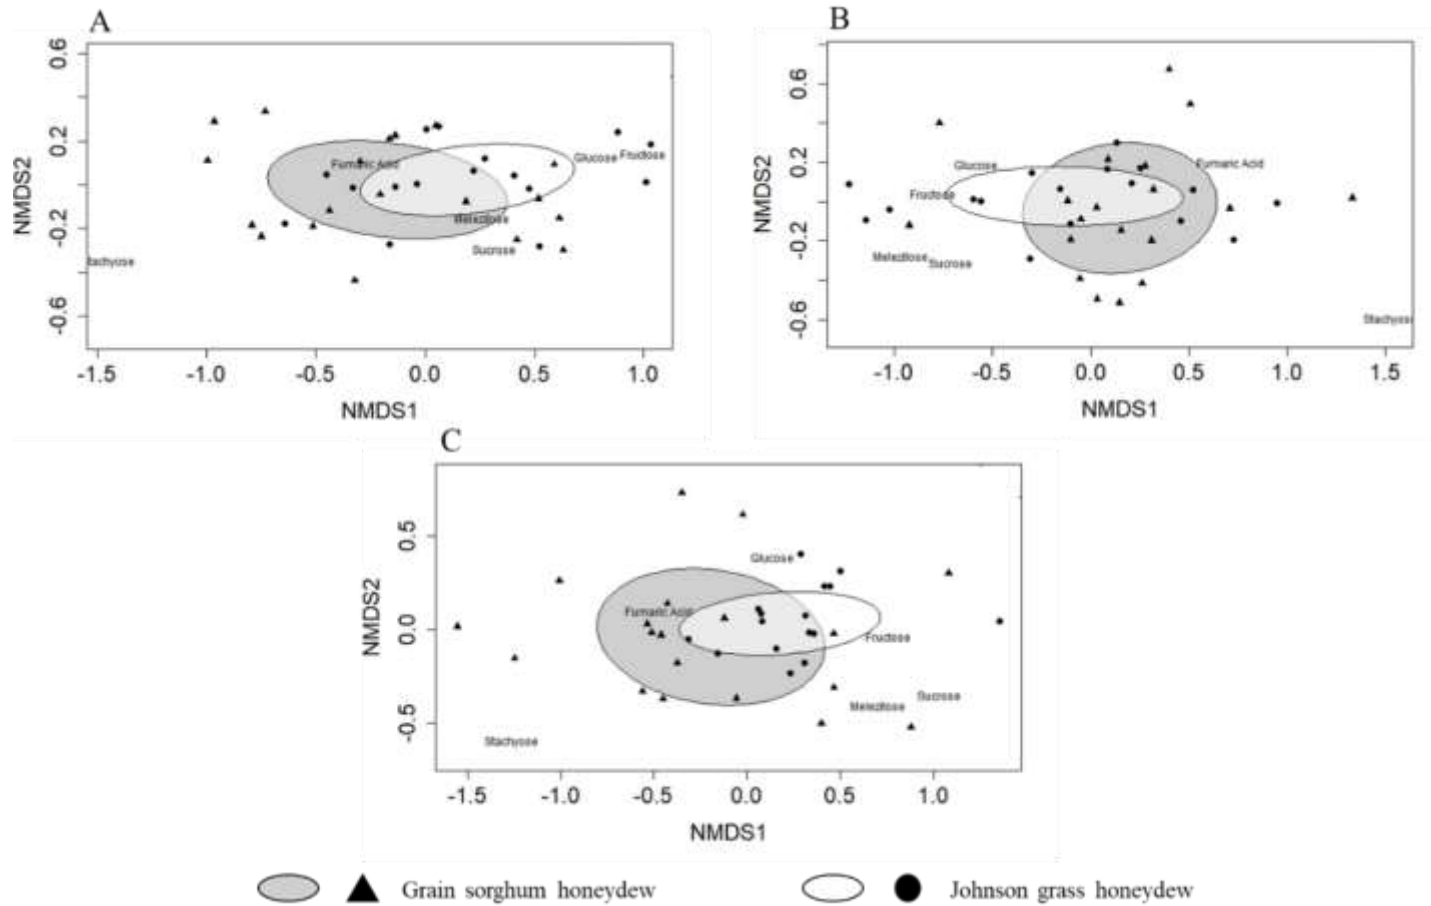 A
NMDS2
0.6
0.2
-0.2
-0.6
Fumaric Acid
Glucose
Fructose
Melezitose
Sucrose
tachyose
-1.5 -1.0 -0.5 0.0 0.5 1.0
NMDS1
B
NMDS2
0.6
0.2
-0.2
-0.6
Glucose
Fumaric Acid
Fructose
Melezitose
Sucrose
Stachyos
-1.0 -0.5 0.0 0.5 1.0 1.5
NMDS1
C
NMDS2
0.5
0.0
-0.5
Glucose
Fumaric Acid
Fructose
Sucrose
Melezitose
Stachyose
-1.5 -1.0 -0.5 0.0 0.5 1.0
NMDS1
Grain sorghum honeydew
Johnson grass honeydew